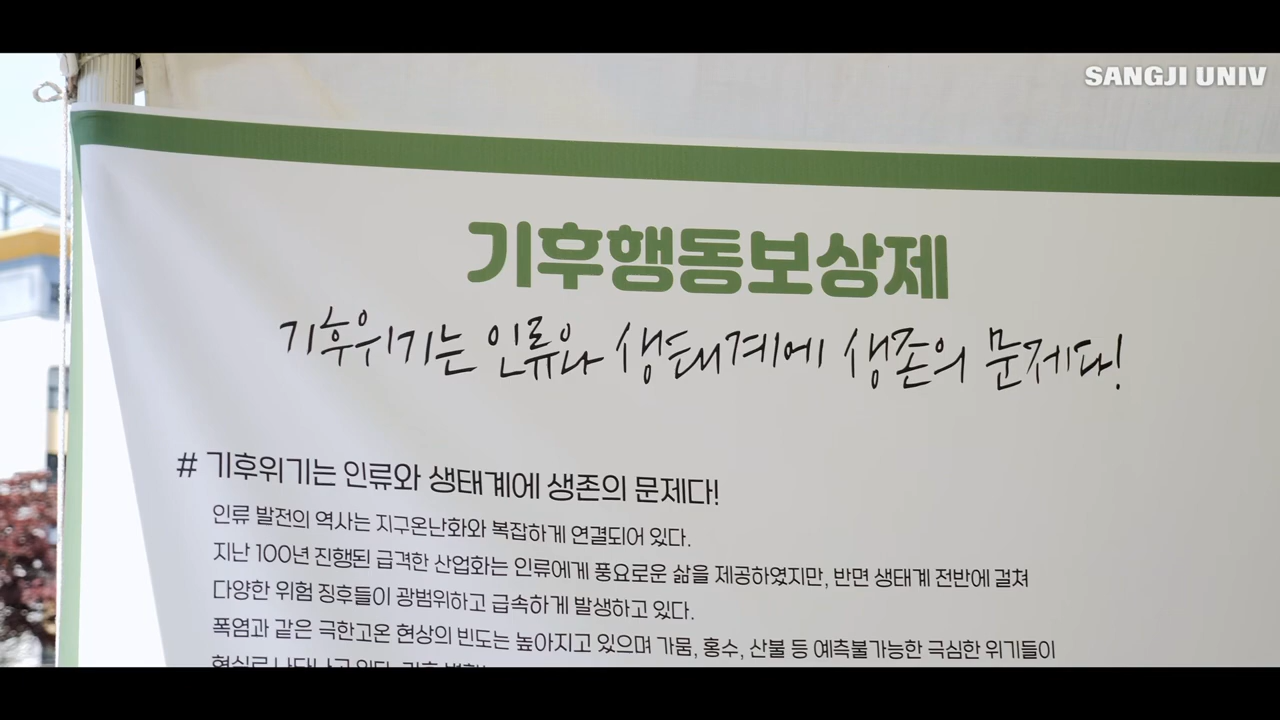 SANGJI UNIV
기후행동보상제
기후위기는 인류와 생태계에 생존의 문제다!
# 기후위기는 인류와 생태계에 생존의 문제다!
인류 발전의 역사는 지구온난화와 복잡하게 연결되어 있다.
지난 100년 진행된 급격한 산업화는 인류에게 풍요로운 삶을 제공하였지만, 반면 생태계 전반에 걸쳐
다양한 위험 징후들이 광범위하고 급속하게 발생하고 있다.
폭염과 같은 극한고온 현상의 빈도는 높아지고 있으며 가뭄, 홍수, 산불 등 예측불가능한 극심한 위기들이